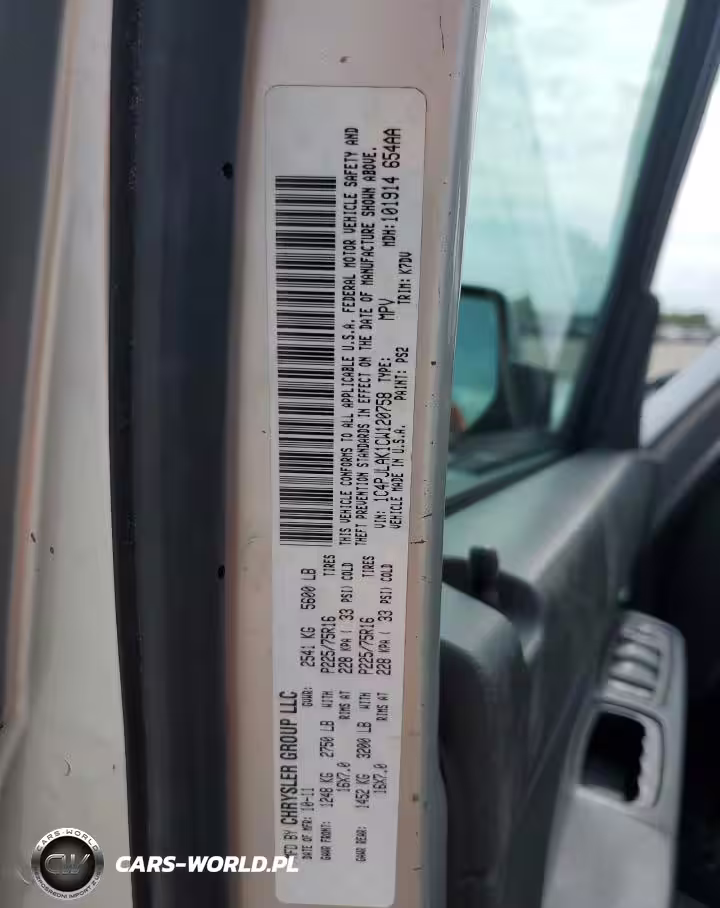 MFD BY CHRYSLER GROUP LLC
DATE OF MFR: 10-11 GVWR: 2541 KG 5600 LB
GAWR FRONT: 1248 KG 2750 LB WITH P225/75R16 TIRES
16X7.0 RIMS AT 228 KPA ( 33 PSI) COLD
GAWR REAR: 1452 KG 3200 LB WITH P225/75R16 TIRES
16X7.0 RIMS AT 228 KPA ( 33 PSI) COLD
THIS VEHICLE CONFORMS TO ALL APPLICABLE U.S.A. FEDERAL MOTOR VEHICLE SAFETY AND
THEFT PREVENTION STANDARDS IN EFFECT ON THE DATE OF MANUFACTURE SHOWN ABOVE.
VIN: 1C4PJLAK1CW120758 TYPE: MPV MDH: 101914 654AA
VEHICLE MADE IN U.S.A. PAINT: PS2 TRIM: K7DV
CARS-WORLD
CW
CARS-WORLD.PL